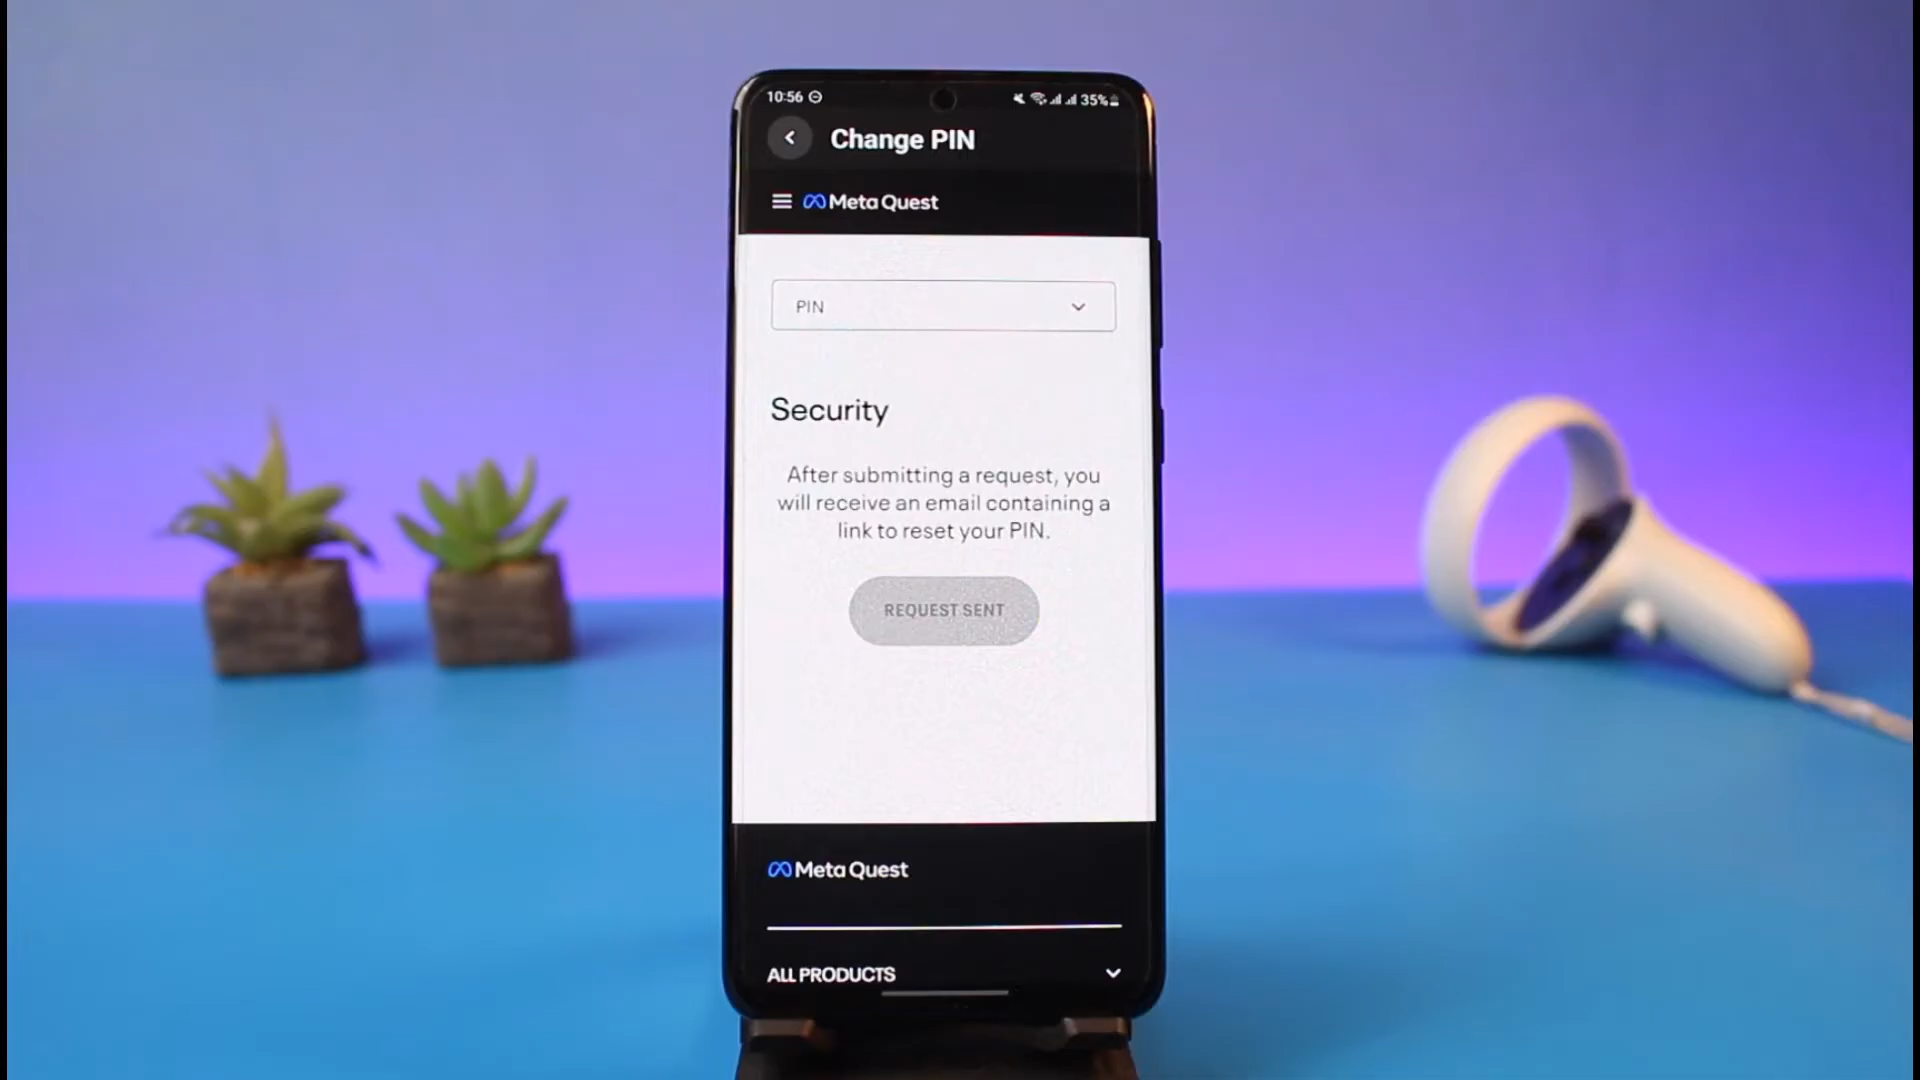 10:56
35%
Change PIN
Meta Quest
PIN
Security
After submitting a request, you
will receive an email containing a
link to reset your PIN.
REQUEST SENT
Meta Quest
ALL PRODUCTS